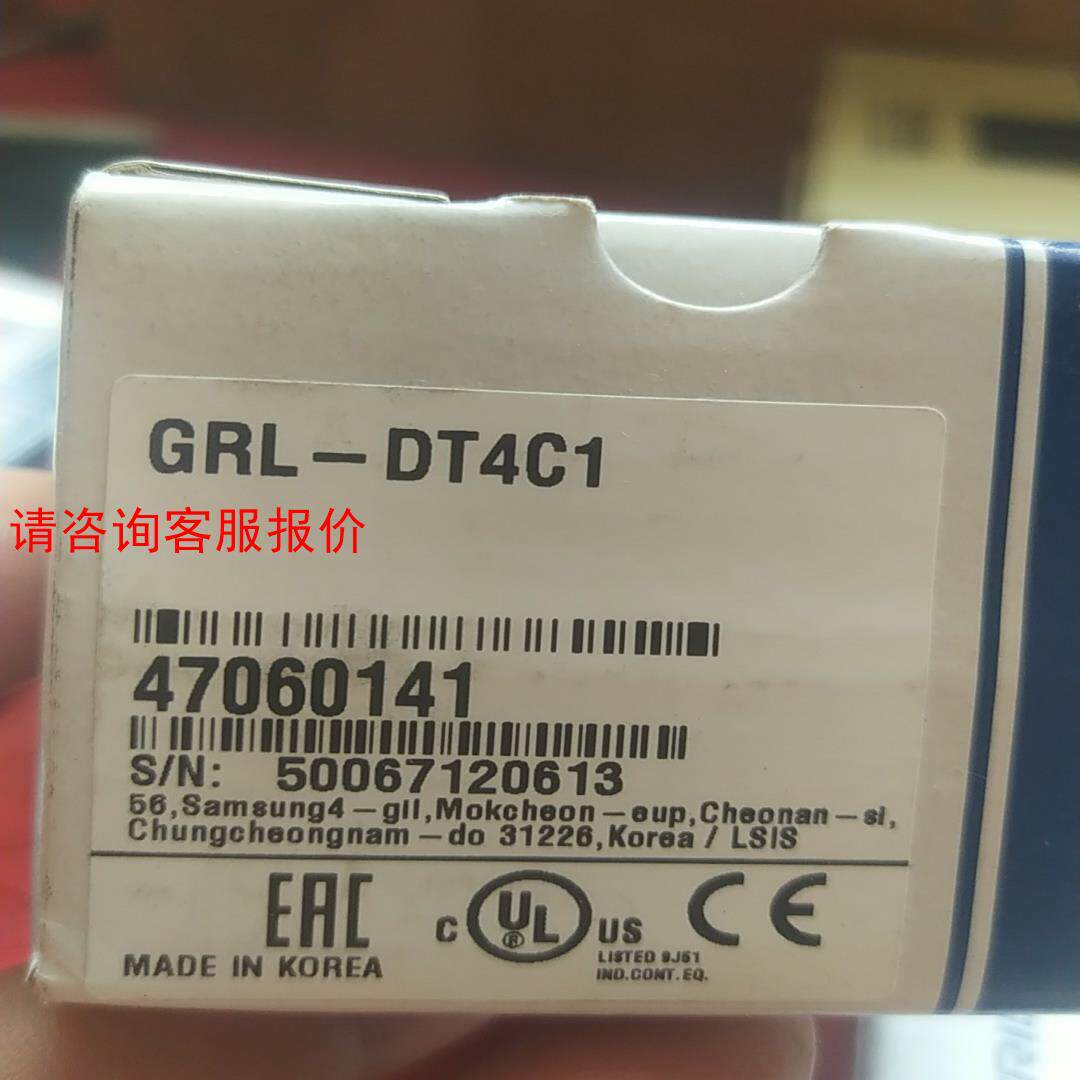 GRL-DT4C1
请咨询客服报价
47060141
S/N: 50067120613
56,Samsung4-gil,Mokcheon-eup,Cheonan-si,
Chungcheongnam-do 31226,Korea / LSIS
EAC
C UL US CE
®
LISTED 9J51
IND.CONT.EQ.
MADE IN KOREA